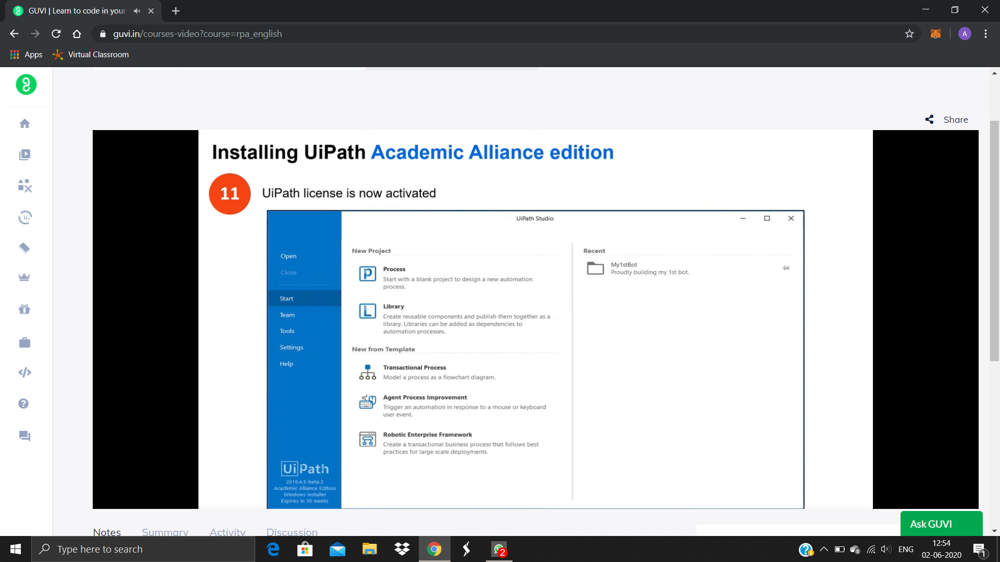 GUVI | Learn to code in your
guvi.in/courses-video?course=rpa_english
A
Apps
Virtual Classroom
Share
Installing UiPath Academic Alliance edition
11
UiPath license is now activated
UiPath Studio
Open
Close
Start
Team
Tools
Settings
Help
UiPath
2019.4.5-beta.3
Academic Alliance Edition
Windows Installer
Expires in 50 weeks
New Project
Process
Start with a blank project to design a new automation
process.
Library
Create reusable components and publish them together as a
library. Libraries can be added as dependencies to
automation processes.
New from Template
Transactional Process
Model a process as a flowchart diagram.
Agent Process Improvement
Trigger an automation in response to a mouse or keyboard
user event.
Robotic Enterprise Framework
Create a transactional business process that follows best
practices for large scale deployments.
Recent
My1stBot
Proudly building my 1st bot.
Notes
Summary
Activity
Discussion
Ask GUVI
Type here to search
2
ENG
12:54
02-06-2020
1